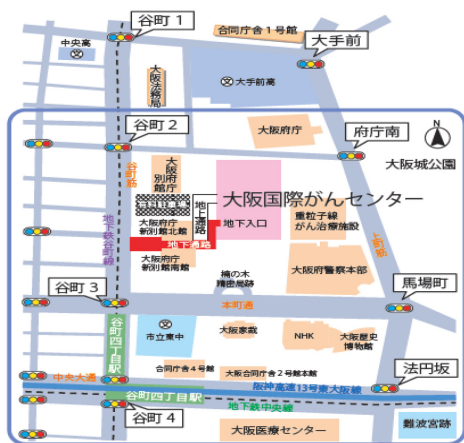 谷町1
合同庁舎1号館
大手前
中央高
大阪法務局
大手前高
谷町2
大阪府庁
府庁南
N
大阪城公園
谷町筋
大阪府
別館
地上通路
大阪国際がんセンター
地下入口
大阪府庁
新別館北館
地下通路
重粒子線
がん治療施設
上町筋
地下鉄谷町線
大阪府庁
新別館南館
楠の木
精密局跡
大阪府警察本部
谷町3
本町通
馬場町
谷町四丁目駅
市立東中
大阪家裁
NHK
大阪歴史
博物館
合同庁舎4号館
大阪合同庁舎2号館本館
法円坂
中央大通
阪神高速13号東大阪線
谷町四丁目駅
地下鉄中央線
谷町4
大阪医療センター
難波宮跡